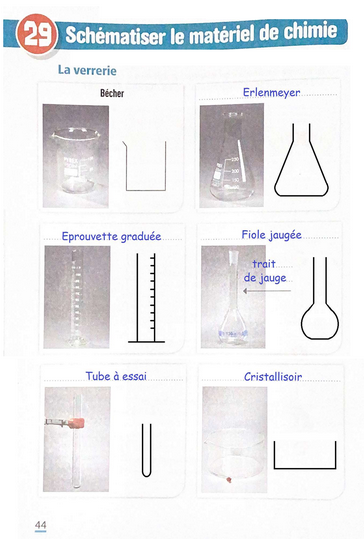 29 Schématiser le matériel de chimie
La verrerie
Bécher
Erlenmeyer
Eprouvette graduée
Fiole jaugée
trait
de jauge
Tube à essai
Cristallisoir
44